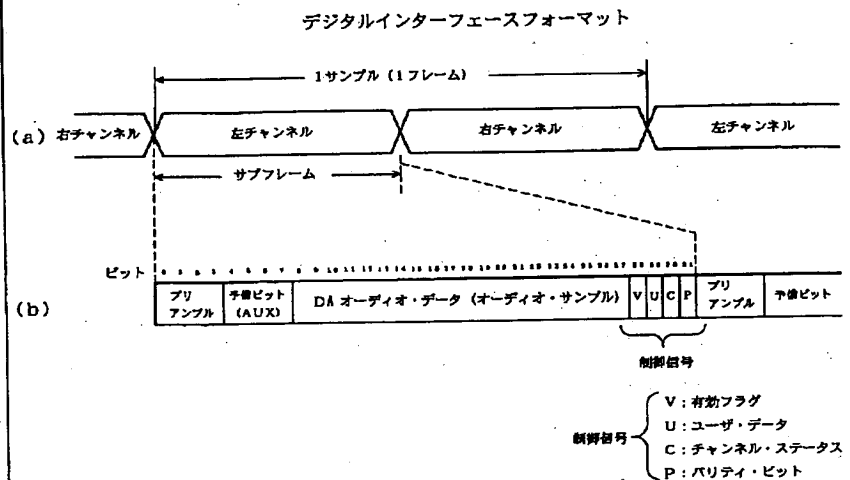 デジタルインターフェースフォーマット
1サンプル (1フレーム)
(a) 右チャンネル 左チャンネル 右チャンネル 左チャンネル
サブフレーム
ビット
(b) プリアンブル 予備ビット (AUX) DA オーディオ・データ (オーディオ・サンプル) V U C P プリアンブル 予備ビット
制御信号
制御信号
V：有効フラグ
U：ユーザ・データ
C：チャンネル・ステータス
P：パリティ・ビット